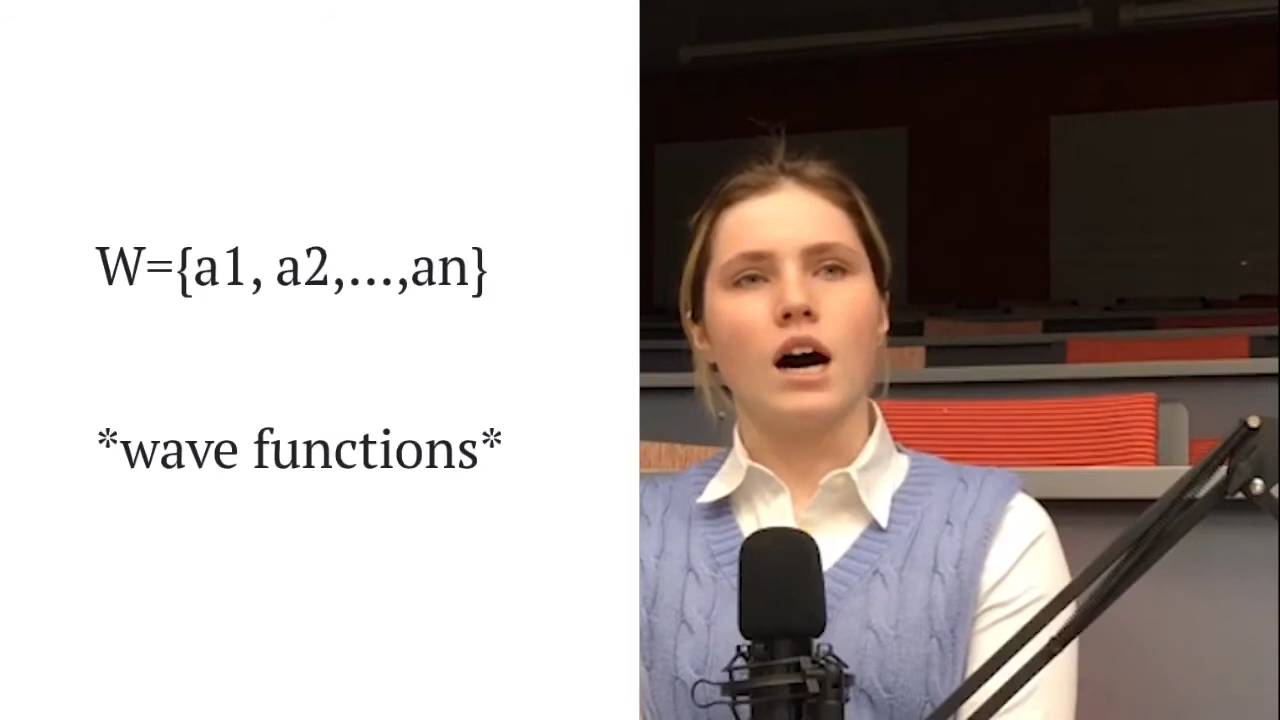 W={a1, a2,...,an}
*wave functions*